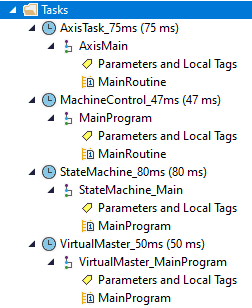 Tasks
AxisTask_75ms (75 ms)
AxisMain
Parameters and Local Tags
MainRoutine
MachineControl_47ms (47 ms)
MainProgram
Parameters and Local Tags
MainRoutine
StateMachine_80ms (80 ms)
StateMachine_Main
Parameters and Local Tags
MainProgram
VirtualMaster_50ms (50 ms)
VirtualMaster_MainProgram
Parameters and Local Tags
MainProgram